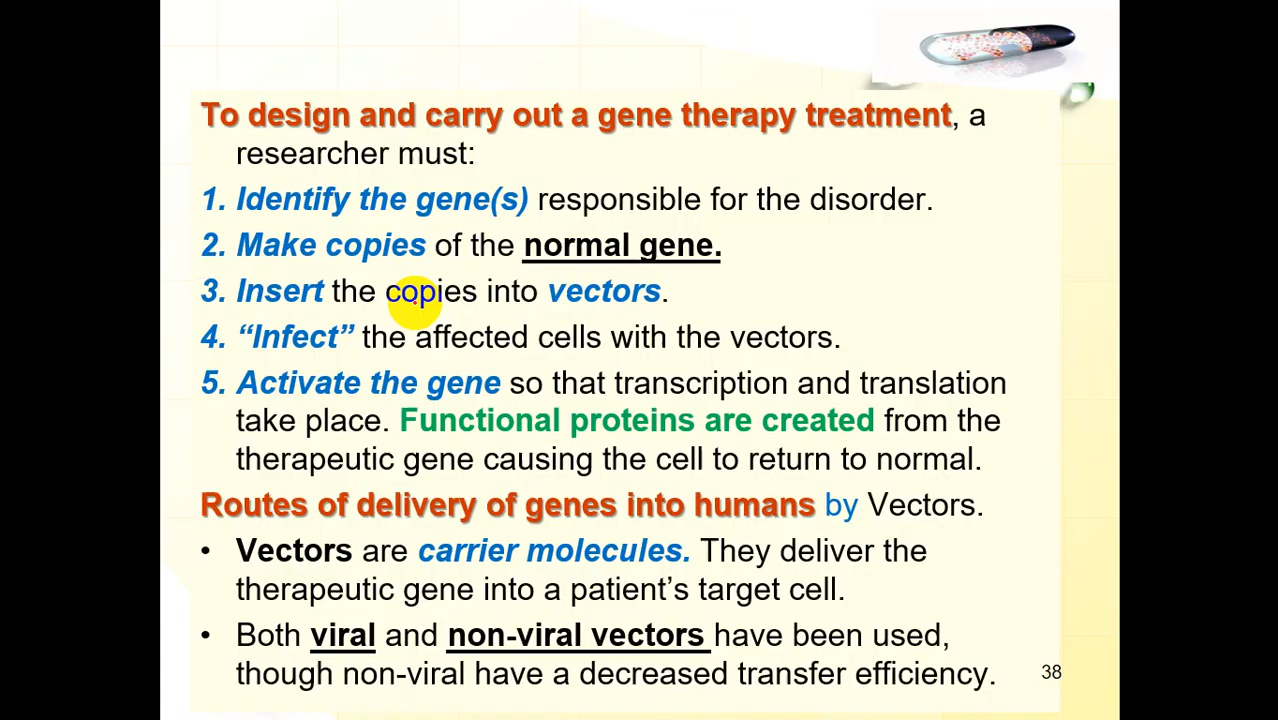 To design and carry out a gene therapy treatment, a
researcher must:
1. Identify the gene(s) responsible for the disorder.
2. Make copies of the normal gene.
3. Insert the copies into vectors.
4. “Infect” the affected cells with the vectors.
5. Activate the gene so that transcription and translation
take place. Functional proteins are created from the
therapeutic gene causing the cell to return to normal.
Routes of delivery of genes into humans by Vectors.
• Vectors are carrier molecules. They deliver the
therapeutic gene into a patient’s target cell.
• Both viral and non-viral vectors have been used,
though non-viral have a decreased transfer efficiency.
38